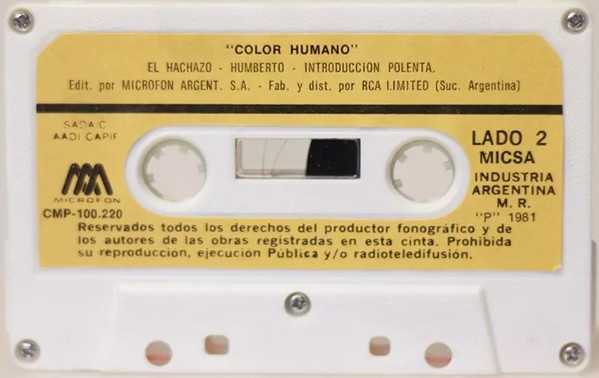 "COLOR HUMANO"
EL HACHAZO - HUMBERTO - INTRODUCCION POLENTA.
Edit. por MICROFON ARGENT. S.A. - Fab. y dist. por RCA LIMITED (Suc. Argentina)
SADAIC
AADI CAPIF
MICROFON
CMP-100.220
LADO 2
MICSA
INDUSTRIA
ARGENTINA
M. R.
"P" 1981
Reservados todos los derechos del productor fonográfico y de
los autores de las obras registradas en esta cinta. Prohibida
su reproducción, ejecución Pública y/o radioteledifusión.